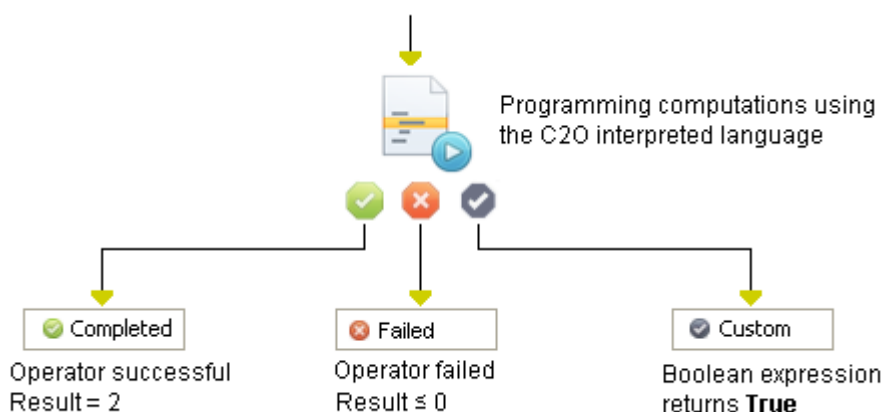 Programming computations using
the C2O interpreted language
Completed
Failed
Custom
Operator successful
Result = 2
Operator failed
Result ≤ 0
Boolean expression
returns True